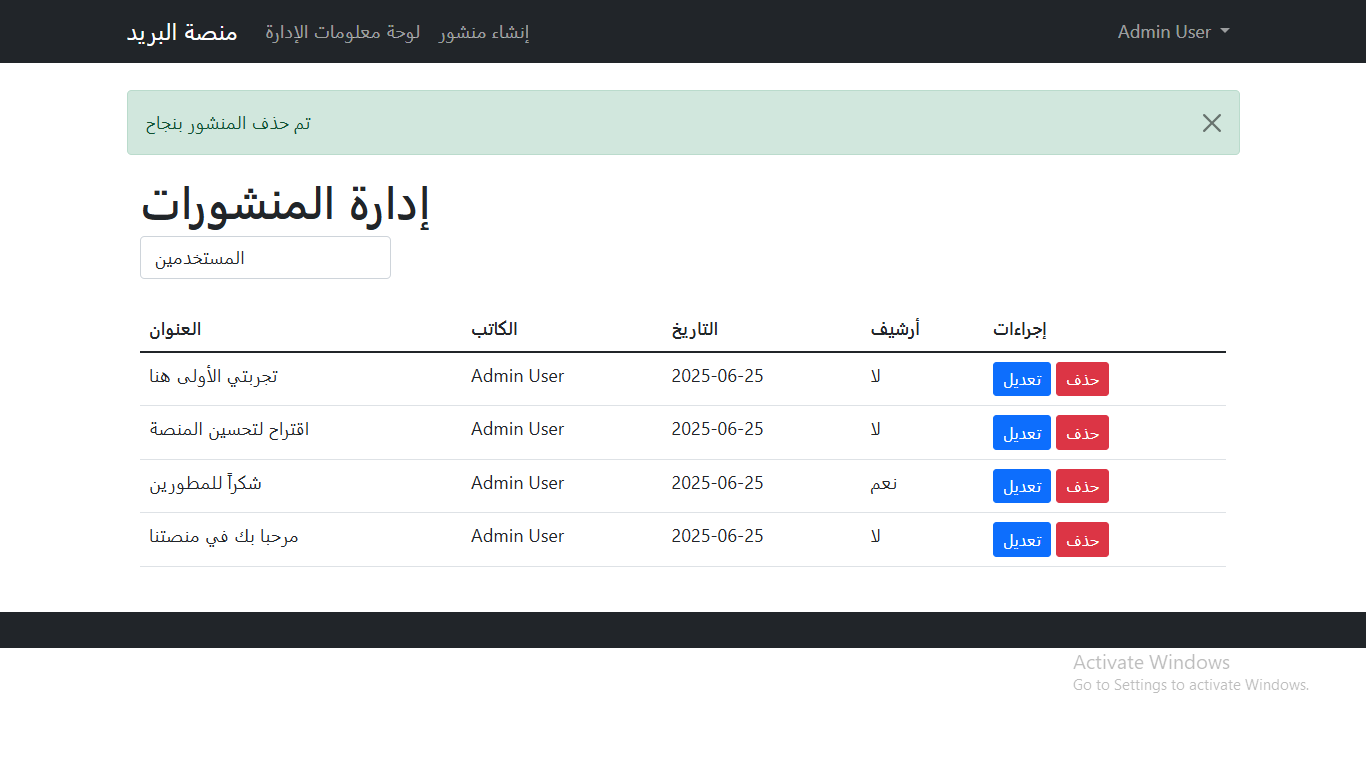 منصة البريد لوحة معلومات الإدارة إنشاء منشور Admin User
تم حذف المنشور بنجاح
إدارة المنشورات
المستخدمين
العنوان الكاتب التاريخ أرشيف إجراءات
تجربتي الأولى هنا Admin User 2025-06-25 لا تعديل حذف
اقتراح لتحسين المنصة Admin User 2025-06-25 لا تعديل حذف
شكراً للمطورين Admin User 2025-06-25 نعم تعديل حذف
مرحبا بك في منصتنا Admin User 2025-06-25 لا تعديل حذف
Activate Windows
Go to Settings to activate Windows.